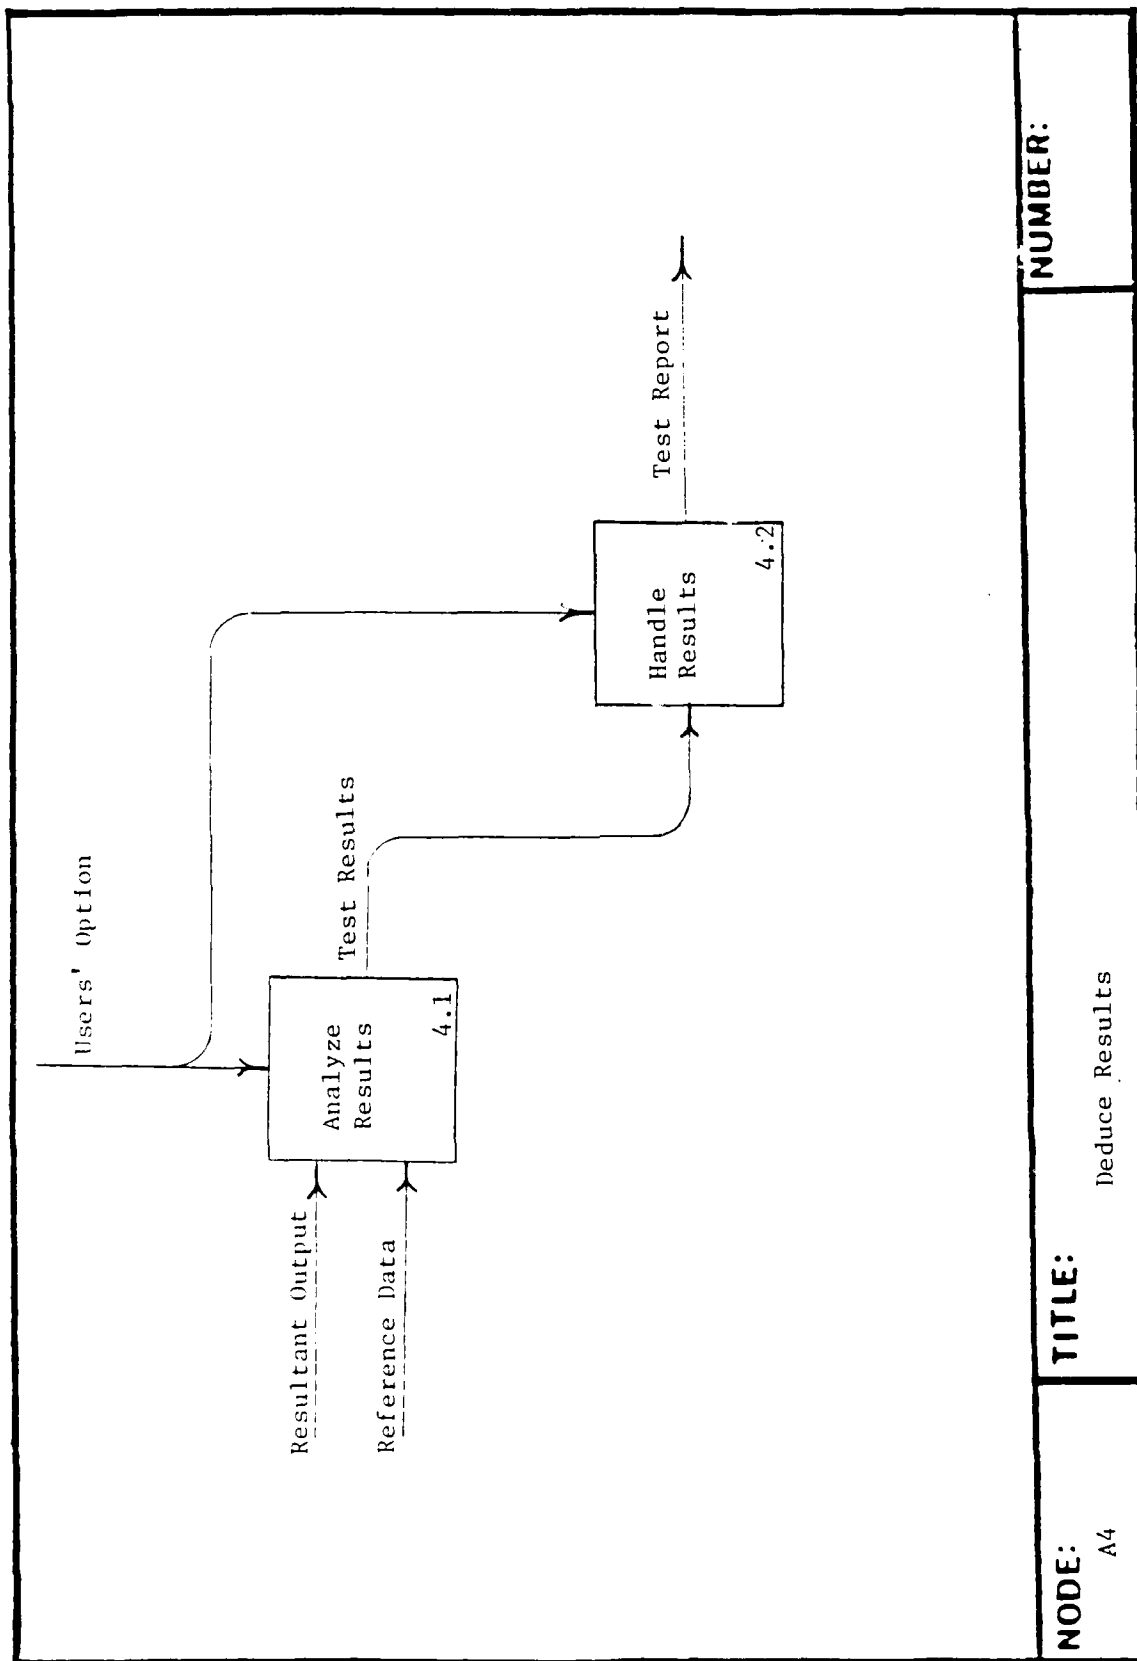 Users' Option
Resultant Output
Reference Data
Analyze
Results
4.1
Test Results
Handle
Results
4.2
Test Report
NODE:
A4
TITLE:
Deduce Results
NUMBER: